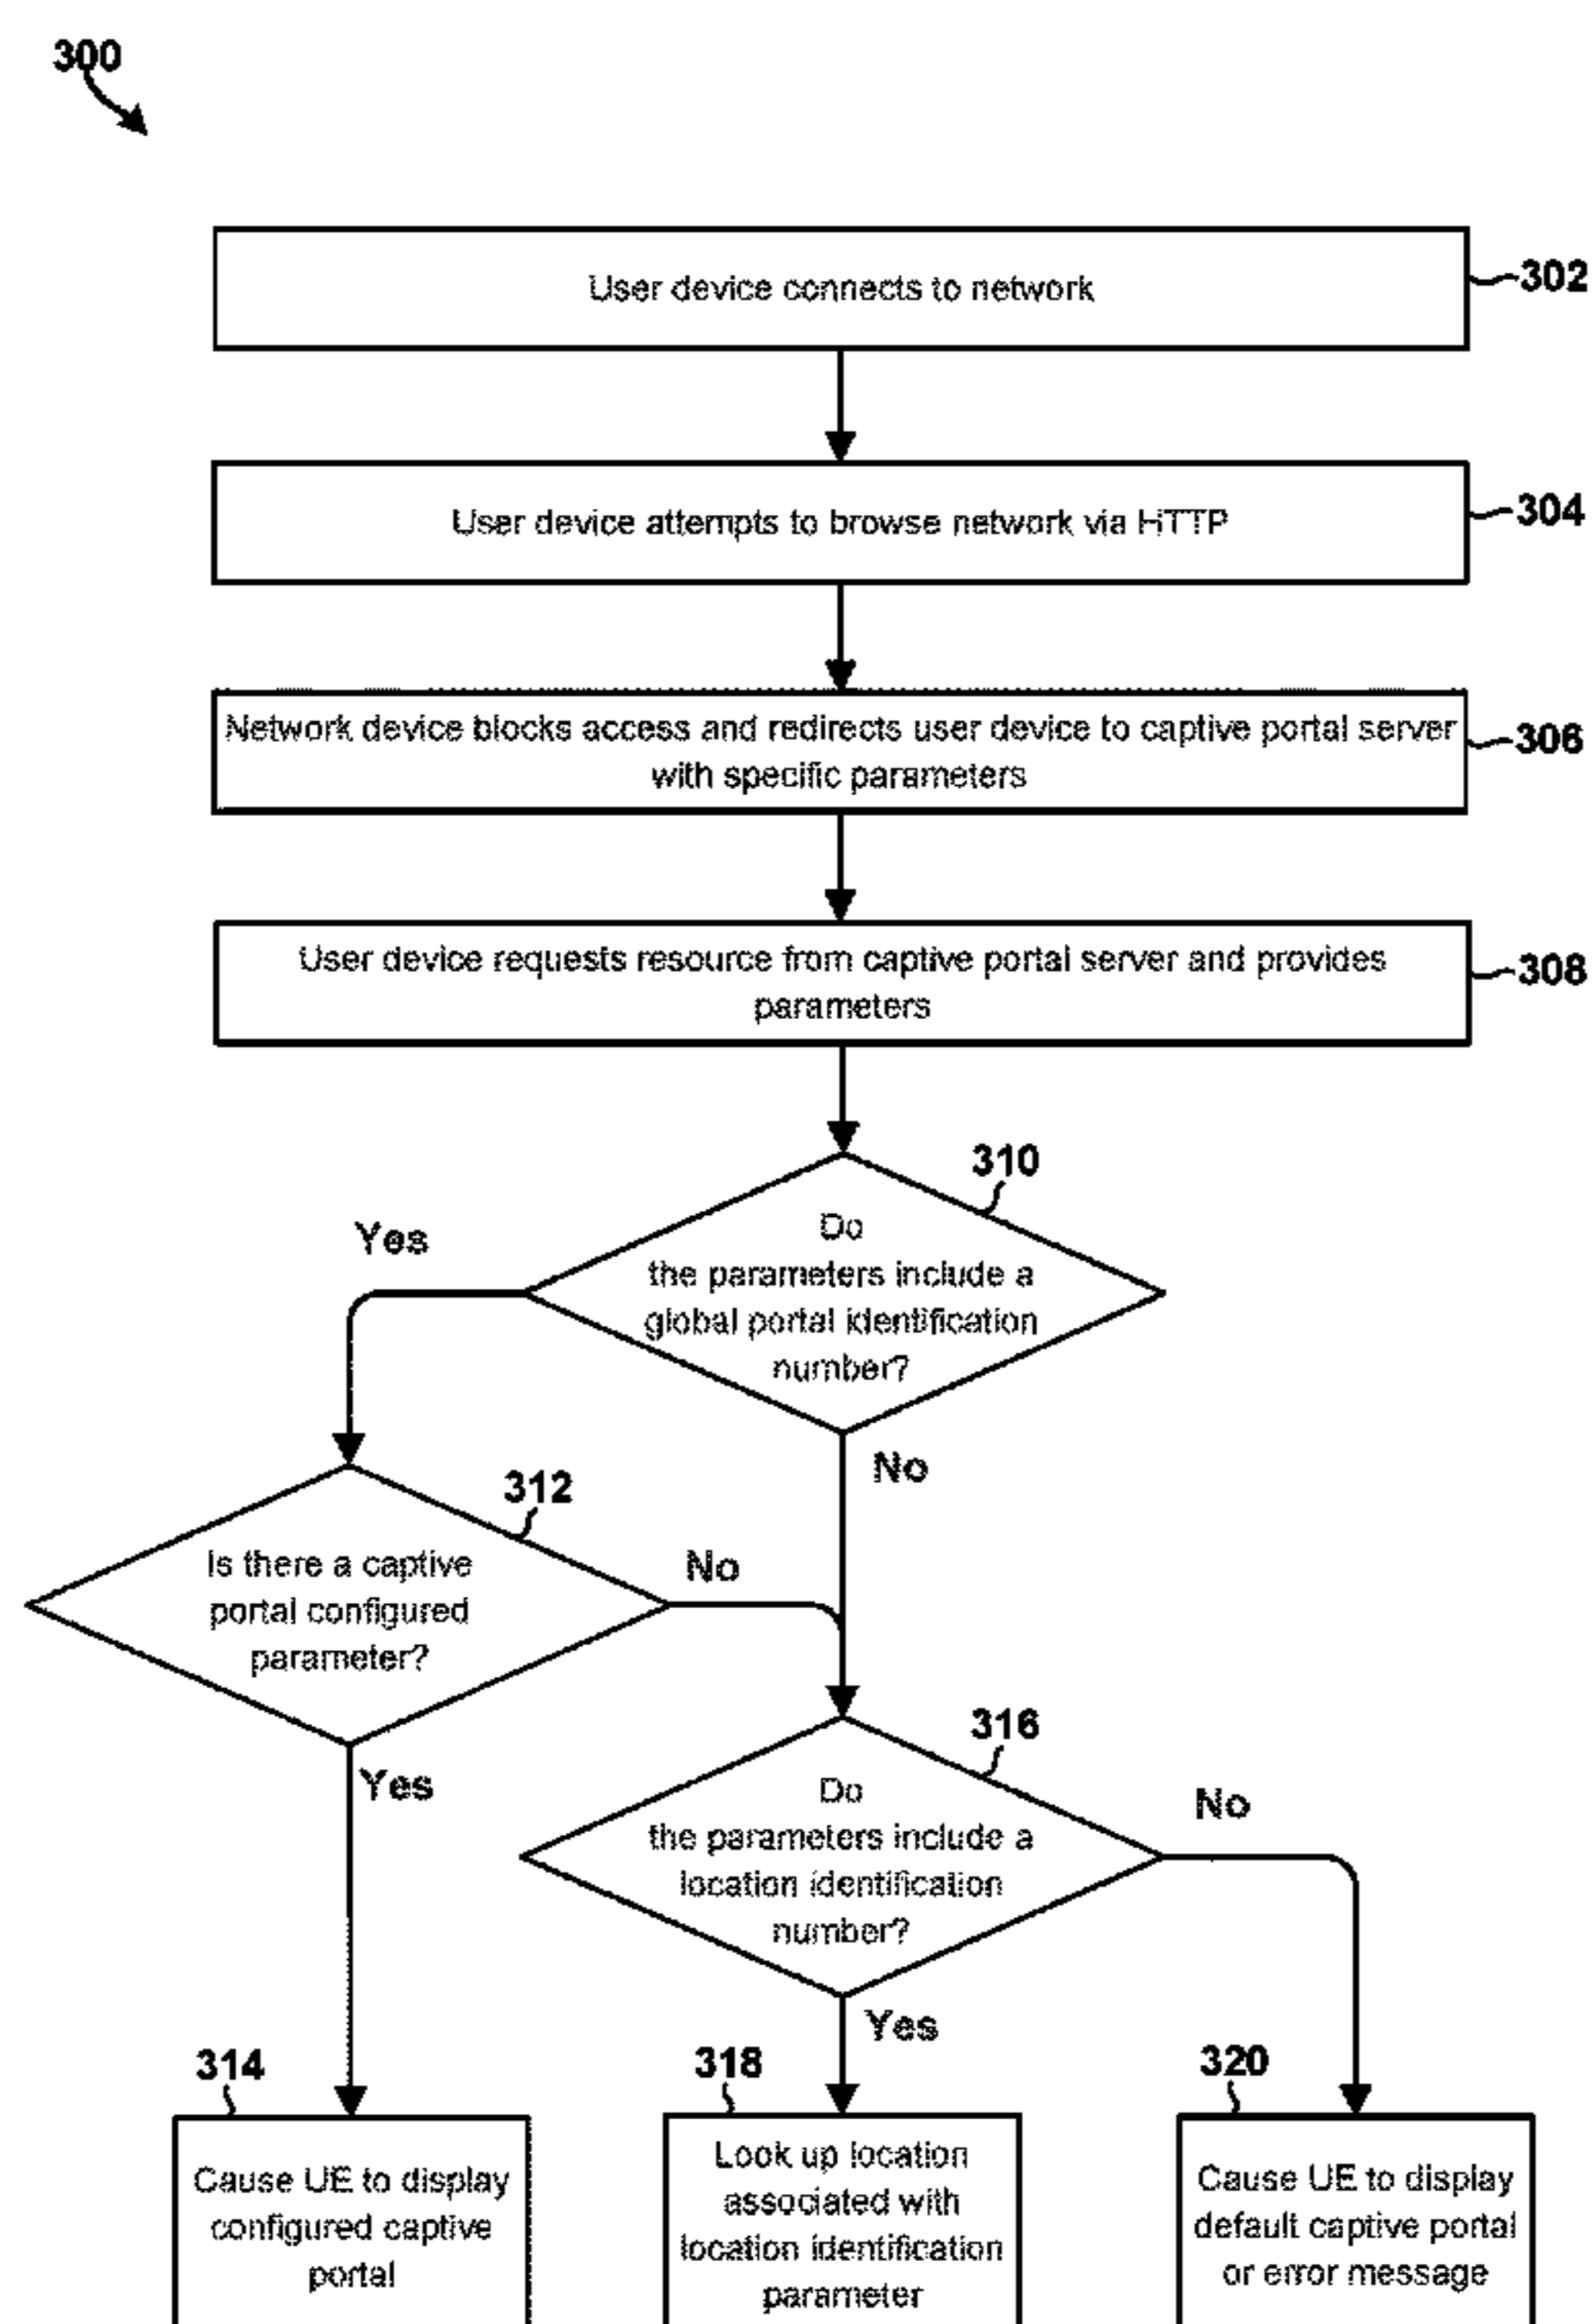 300
User device connects to network
302
User device attempts to browse network via HTTP
304
Network device blocks access and redirects user device to captive portal server
with specific parameters
306
User device requests resource from captive portal server and provides
parameters
308
310
Do
the parameters include a
global portal identification
number?
Yes
No
312
Is there a captive
portal configured
parameter?
No
Yes
316
Do
the parameters include a
location identification
number?
No
Yes
314
Cause UE to display
configured captive
portal
318
Look up location
associated with
location identification
parameter
320
Cause UE to display
default captive portal
or error message